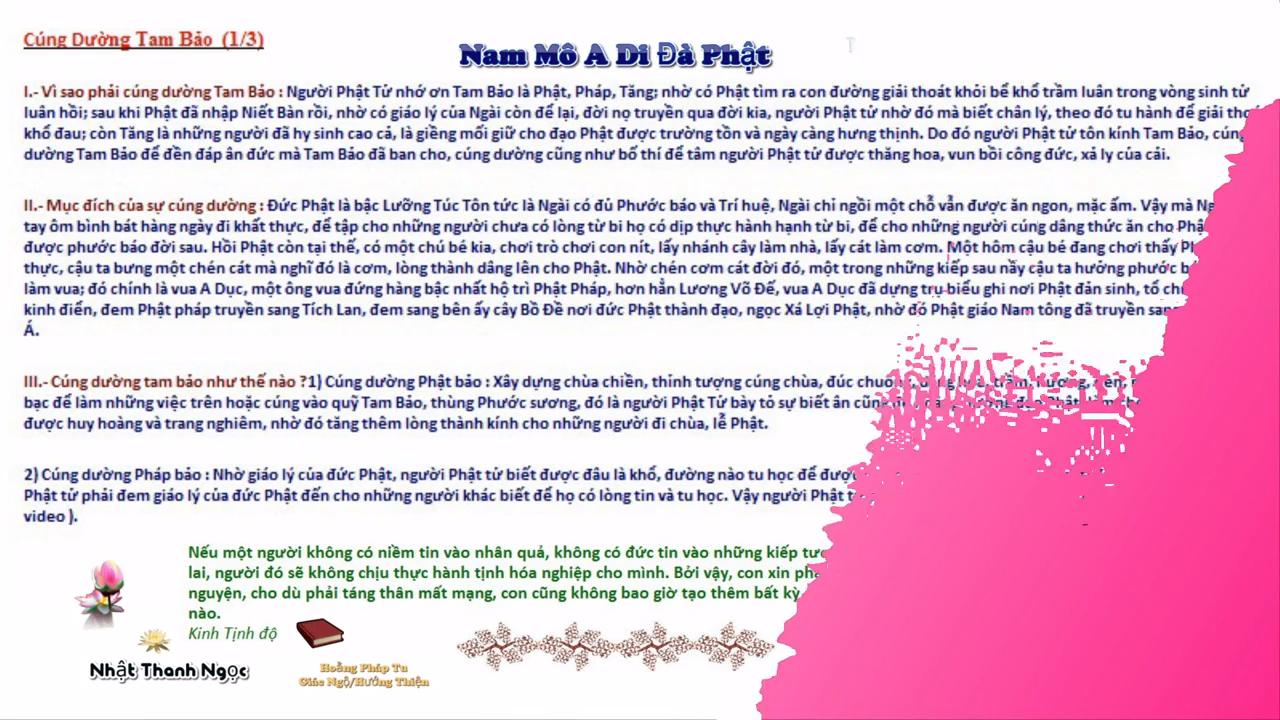 Cúng Dường Tam Bảo (1/3)
Nam Mô A Di Đà Phật
I.- Vì sao phải cúng dường Tam Bảo : Người Phật Tử nhớ ơn Tam Bảo là Phật, Pháp, Tăng; nhờ có Phật tìm ra con đường giải thoát khỏi bể khổ trầm luân trong vòng sinh tử
luân hồi; sau khi Phật đã nhập Niết Bàn rồi, nhờ có giáo lý của Ngài còn để lại, đời nọ truyền qua đời kia, người Phật tử nhờ đó mà biết chân lý, theo đó tu hành để giải
khổ đau; còn Tăng là những người đã hy sinh cao cả, là giềng mối giữ cho đạo Phật được trường tồn và ngày càng hưng thịnh. Do đó người Phật tử tôn kính Tam Bảo,
dường Tam Bảo để đền đáp ân đức mà Tam Bảo đã ban cho, cúng dường cũng như bố thí để tâm người Phật tử được thăng hoa, vun bồi công đức, xả ly của cải.
II.- Mục đích của sự cúng dường : Đức Phật là bậc Lưỡng Túc Tôn tức là Ngài có đủ Phước báo và Trí huệ, Ngài chỉ ngồi một chỗ vẫn được ăn ngon, mặc ấm. Vậy mà
tay ôm bình bát hàng ngày đi khất thực, để tập cho những người chưa có lòng từ bi họ có dịp thực hành hạnh từ bi, để cho những người cúng dâng thức ăn cho
được phước báo đời sau. Hồi Phật còn tại thế, có một chú bé kia, chơi trò chơi con nít, lấy nhánh cây làm nhà, lấy cát làm cơm. Một hôm cậu bé đang chơi thấy
thực, cậu ta bưng một chén cát mà nghĩ đó là cơm, lòng thành dâng lên cho Phật. Nhờ chén cơm cát đời đó, một trong những kiếp sau nầy cậu ta hưởng phước
làm vua; đó chính là vua A Dục, một ông vua đứng hàng bậc nhất hộ trì Phật Pháp, hơn hẳn Lương Võ Đế, vua A Dục đã dựng trụ biểu ghi nơi Phật đản sinh, tổ
kinh điển, đem Phật pháp truyền sang Tích Lan, đem sang bên ấy cây Bồ Đề nơi đức Phật thành đạo, ngọc Xá Lợi Phật, nhờ đó Phật giáo Nam tông đã truyền
Á.
III.- Cúng dường tam bảo như thế nào ?1) Cúng dường Phật bảo : Xây dựng chùa chiền, thỉnh tượng cúng chùa, đúc
bạc để làm những việc trên hoặc cúng vào quỹ Tam Bảo, thùng Phước sương, đó là người Phật Tử bày tỏ sự biết ân
được huy hoàng và trang nghiêm, nhờ đó tăng thêm lòng thành kính cho những người đi chùa, lễ Phật.
2) Cúng dường Pháp bảo : Nhờ giáo lý của đức Phật, người Phật tử biết được đâu là khổ, đường nào tu học để
Phật tử phải đem giáo lý của đức Phật đến cho những người khác biết để họ có lòng tin và tu học. Vậy người Phật
video ).
Nếu một người không có niềm tin vào nhân quả, không có đức tin vào những kiếp
lai, người đó sẽ không chịu thực hành tịnh hóa nghiệp cho mình. Bởi vậy, con xin
nguyện, cho dù phải táng thân mất mạng, con cũng không bao giờ tạo thêm bất kỳ
nào.
Kinh Tịnh độ
Nhật Thanh Ngọc
Hoằng Pháp Tu
Giác Ngộ/Hướng Thiện